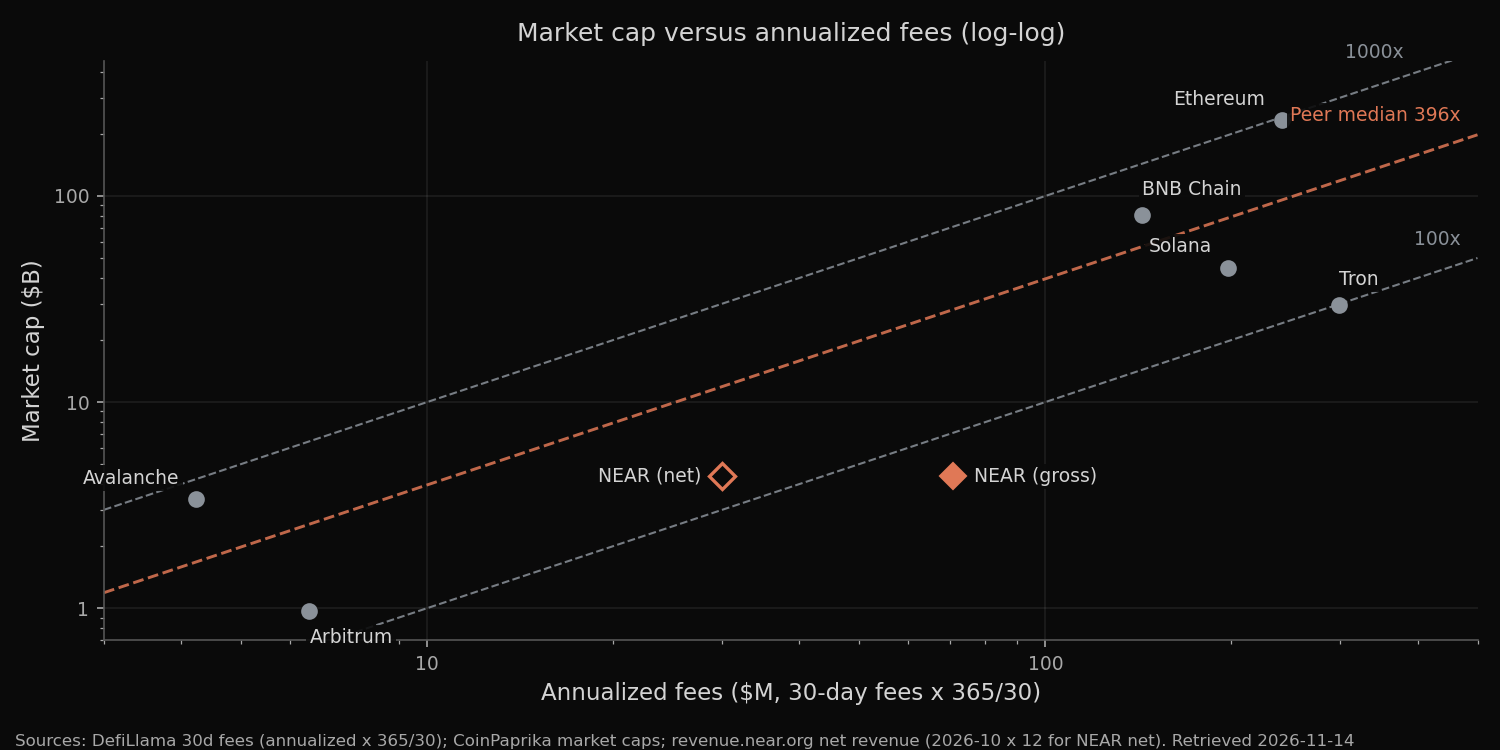 Market cap versus annualized fees (log-log)
1000x
Ethereum
Peer median 396x
BNB Chain
Solana
100x
Tron
Avalanche
NEAR (net)
NEAR (gross)
Arbitrum
Market cap ($B)
100
10
1
10
100
Annualized fees ($M, 30-day fees x 365/30)
Sources: DefiLlama 30d fees (annualized x 365/30); CoinPaprika market caps; revenue.near.org net revenue (2026-10 x 12 for NEAR net). Retrieved 2026-11-14